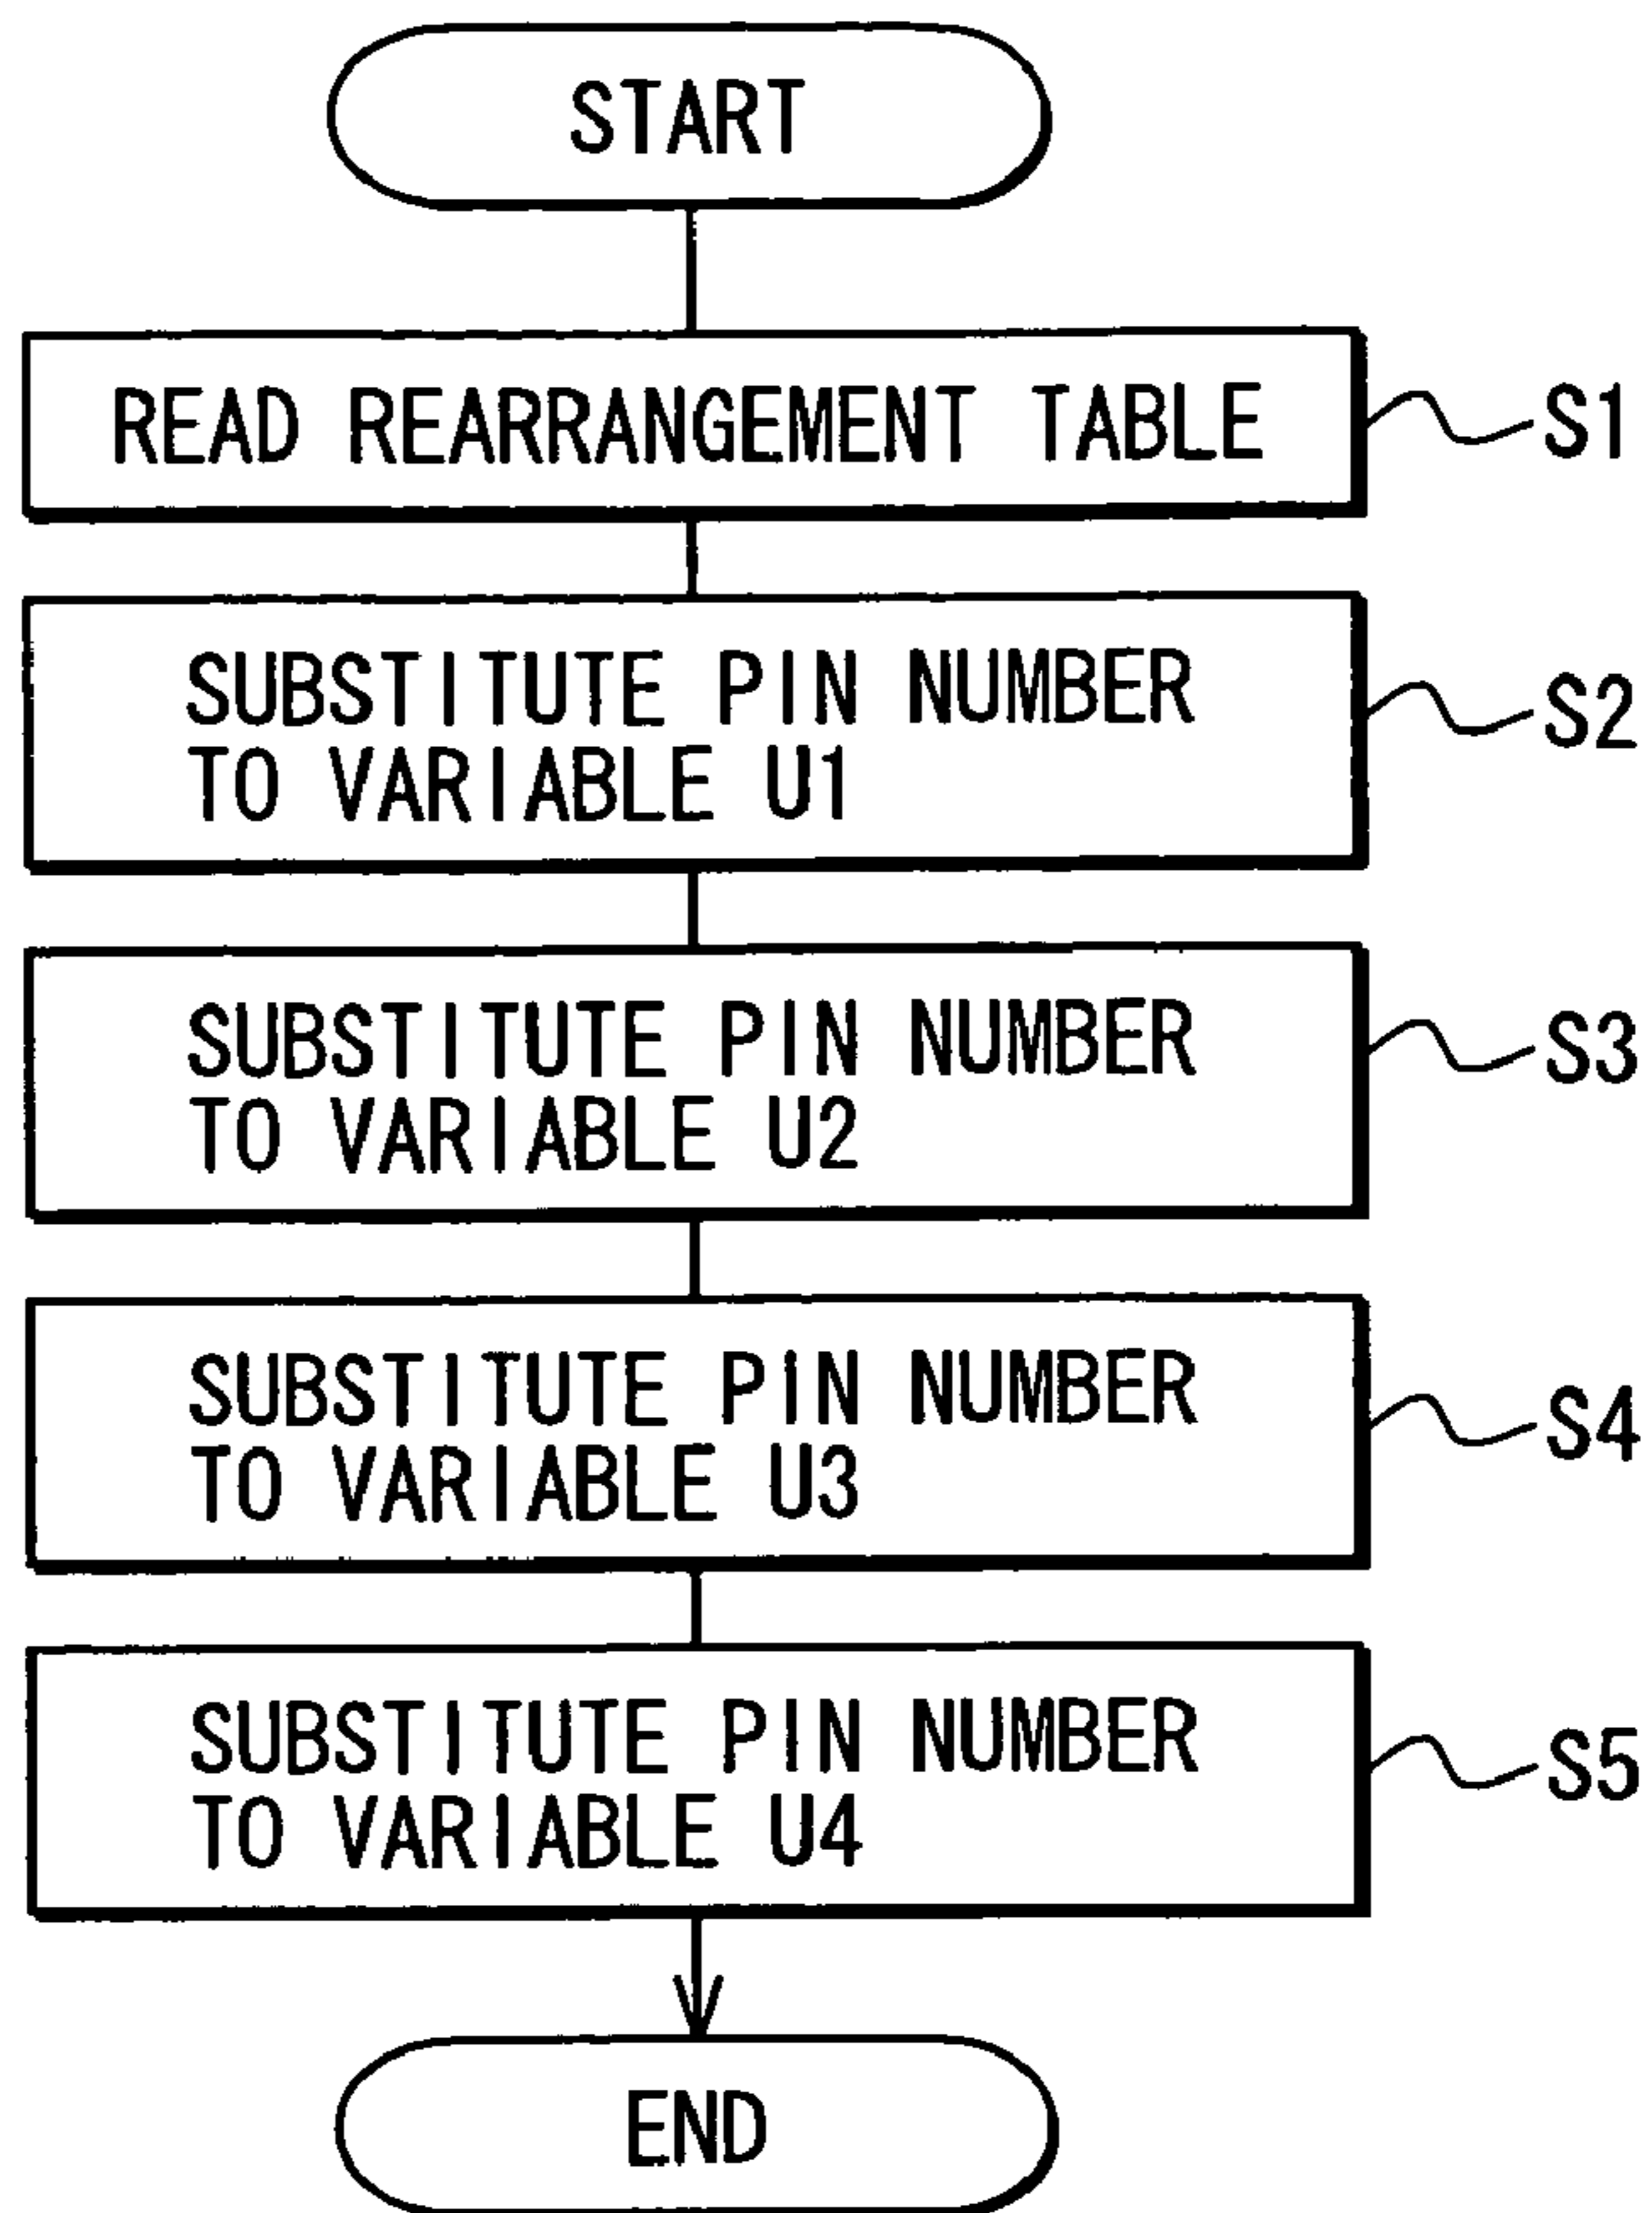 START
READ REARRANGEMENT TABLE S1
SUBSTITUTE PIN NUMBER
TO VARIABLE U1
S2
SUBSTITUTE PIN NUMBER
TO VARIABLE U2
S3
SUBSTITUTE PIN NUMBER
TO VARIABLE U3
S4
SUBSTITUTE PIN NUMBER
TO VARIABLE U4
S5
END